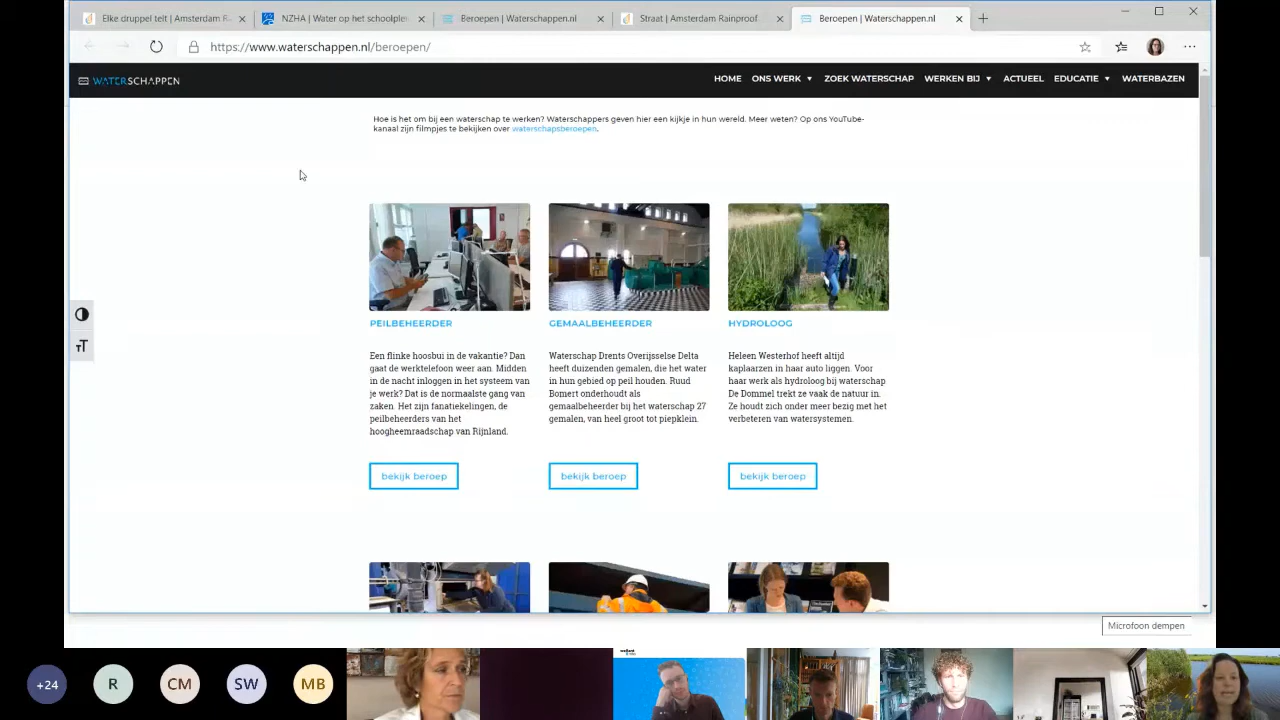 Elke druppel telt | Amsterdam R
NZHA | Water op het schoolplei
Beroepen | Waterschappen.nl
Straat | Amsterdam Rainproof
Beroepen | Waterschappen.nl
https://www.waterschappen.nl/beroepen/
WATERSCHAPPEN
HOME ONS WERK ZOEK WATERSCHAP WERKEN BIJ ACTUEEL EDUCATIE WATERBAZEN
Hoe is het om bij een waterschap te werken? Waterschappers geven hier een kijkje in hun wereld. Meer weten? Op ons YouTube-
kanaal zijn filmpjes te bekijken over waterschapsberoepen.
PEILBEHEERDER
Een flinke hoosbui in de vakantie? Dan
gaat de werktelefoon weer aan. Midden
in de nacht inloggen in het systeem van
je werk? Dat is de normaalste gang van
zaken. Het zijn fanatiekelingen, de
peilbeheerders van het
hoogheemraadschap van Rijnland.
bekijk beroep
GEMAALBEHEERDER
Waterschap Drents Overijsselse Delta
heeft duizenden gemalen, die het water
in hun gebied op peil houden. Ruud
Bomert onderhoudt als
gemaalbeheerder bij het waterschap 27
gemalen, van heel groot tot piepklein.
bekijk beroep
HYDROLOOG
Heleen Westerhof heeft altijd
kaplaarzen in haar auto liggen. Voor
haar werk als hydroloog bij waterschap
De Dommel trekt ze vaak de natuur in.
Ze houdt zich onder meer bezig met het
verbeteren van watersystemen.
bekijk beroep
TT
Microfoon dempen
+24
R
CM
SW
MB